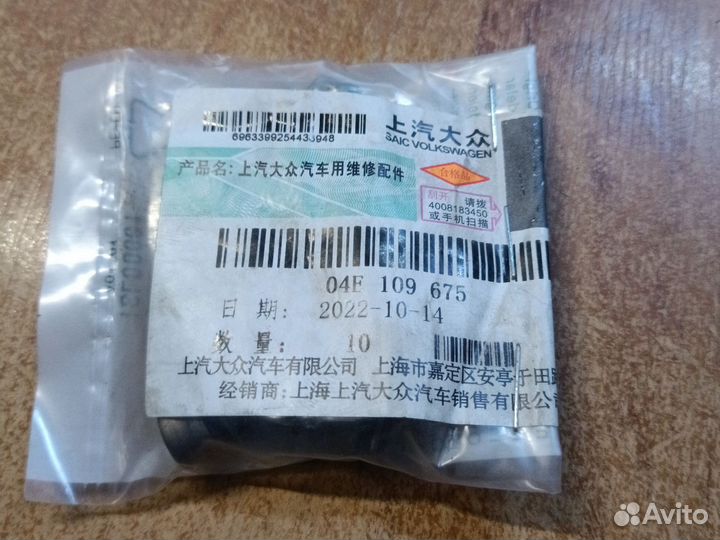 6963399254433948
上汽大众
SAIC VOLKSWAGEN
产品名: 上汽大众汽车用维修配件
合格品
刮开 请拨
4008183450
或手机扫描
04E 109 675
日 期: 2022-10-14
数 量: 10
上汽大众汽车有限公司 上海市嘉定区安亭于田路
经销商:上海上汽大众汽车销售有限公司
Avito